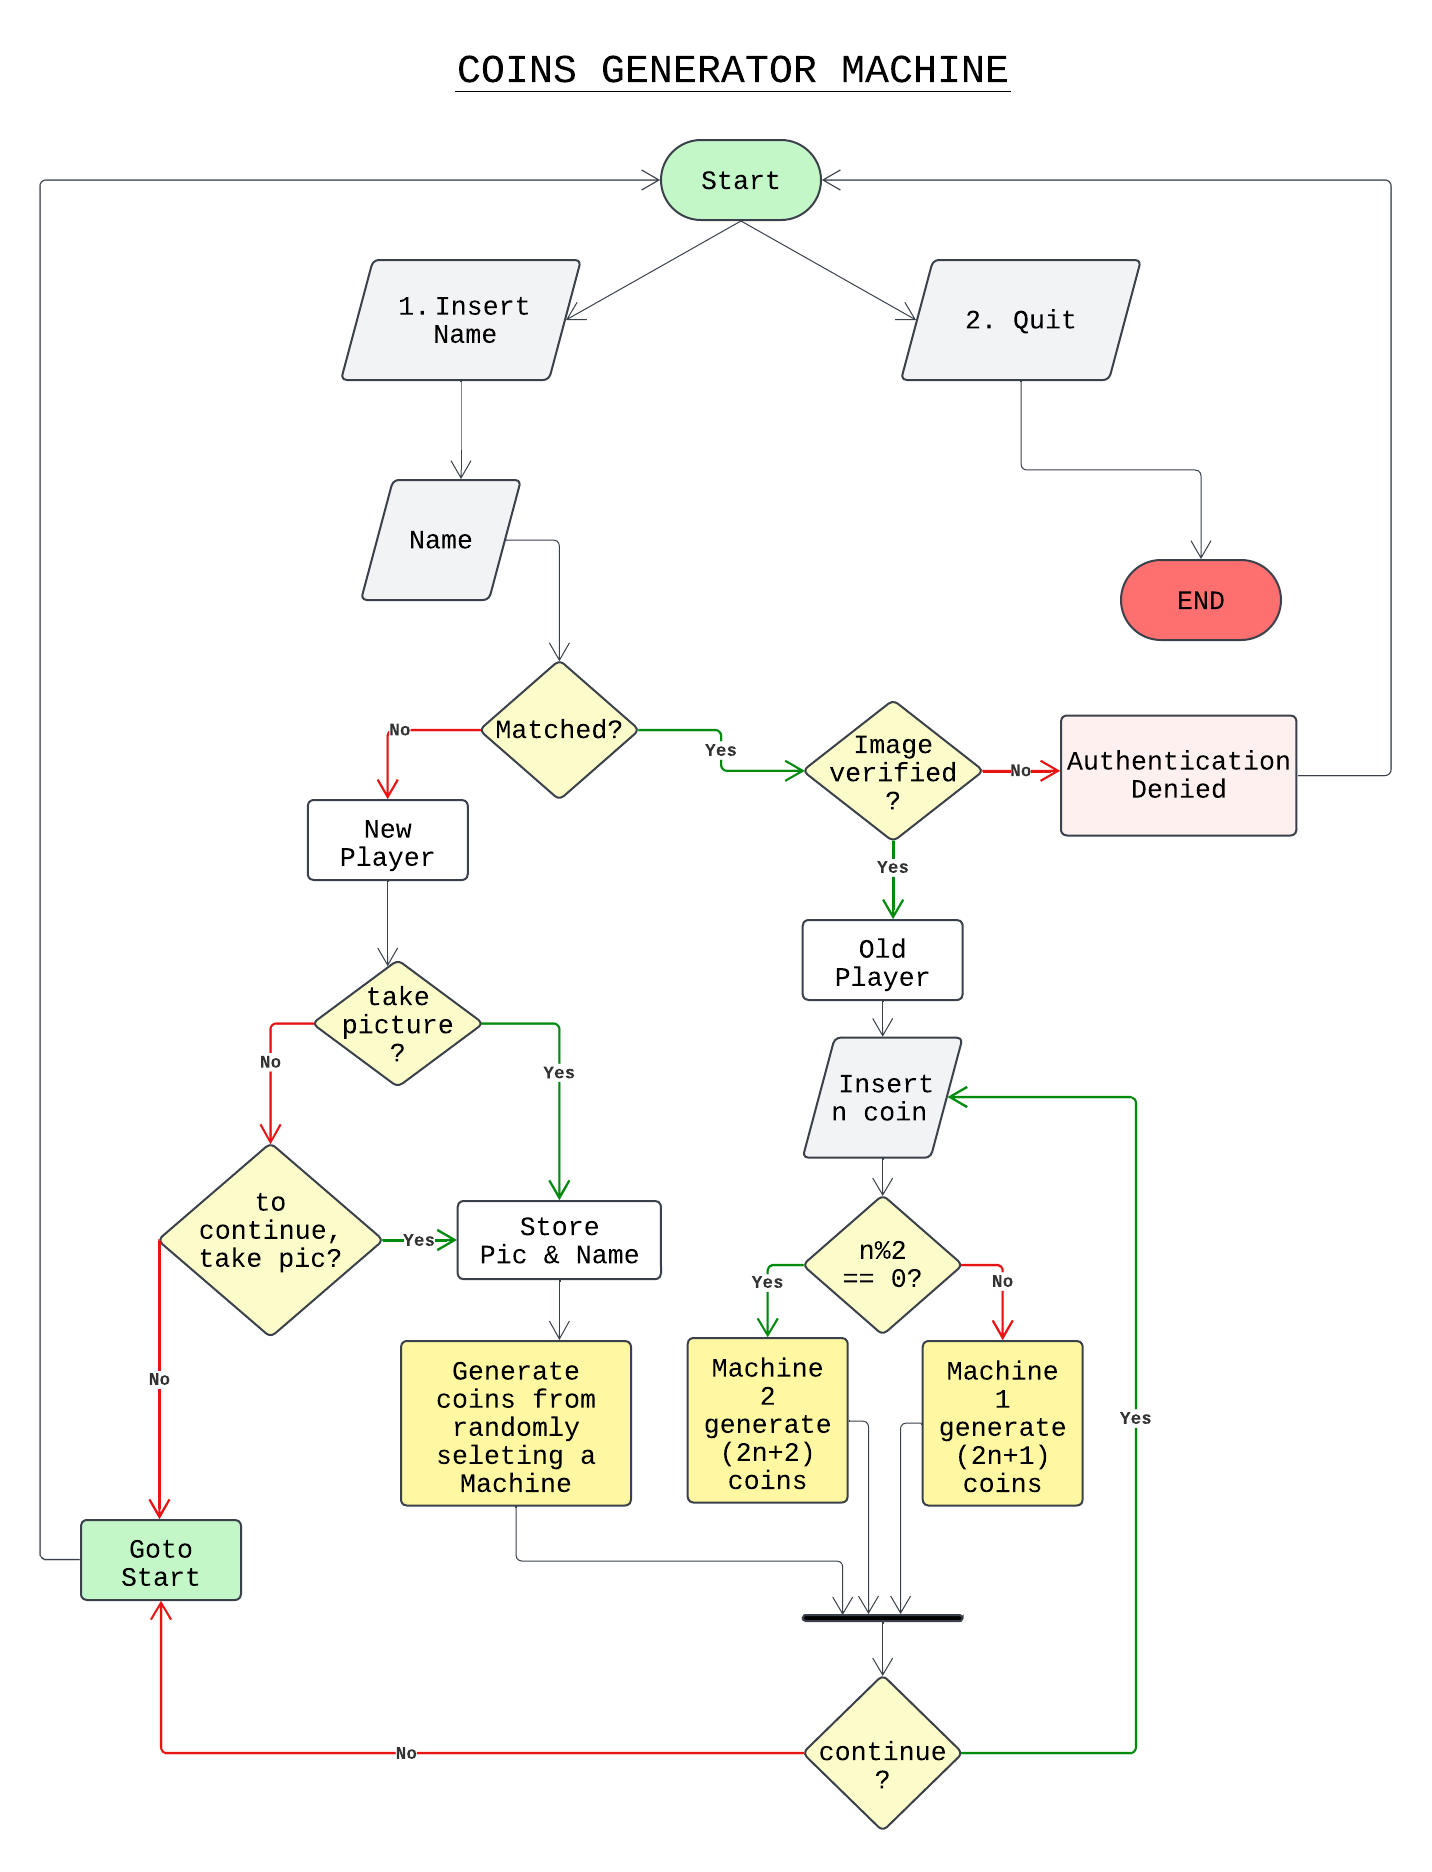 COINS GENERATOR MACHINE
Start
1. Insert
Name
2. Quit
Name
END
Matched?
No
Yes
Image
verified
?
No
Authentication
Denied
New
Player
Yes
Old
Player
take
picture
?
No
Yes
Insert
n coin
to
continue,
take pic?
Yes
Store
Pic & Name
n%2
== 0?
Yes
No
No
Generate
coins from
randomly
seleting a
Machine
Machine
2
generate
(2n+2)
coins
Machine
1
generate
(2n+1)
coins
Yes
Goto
Start
No
continue
?